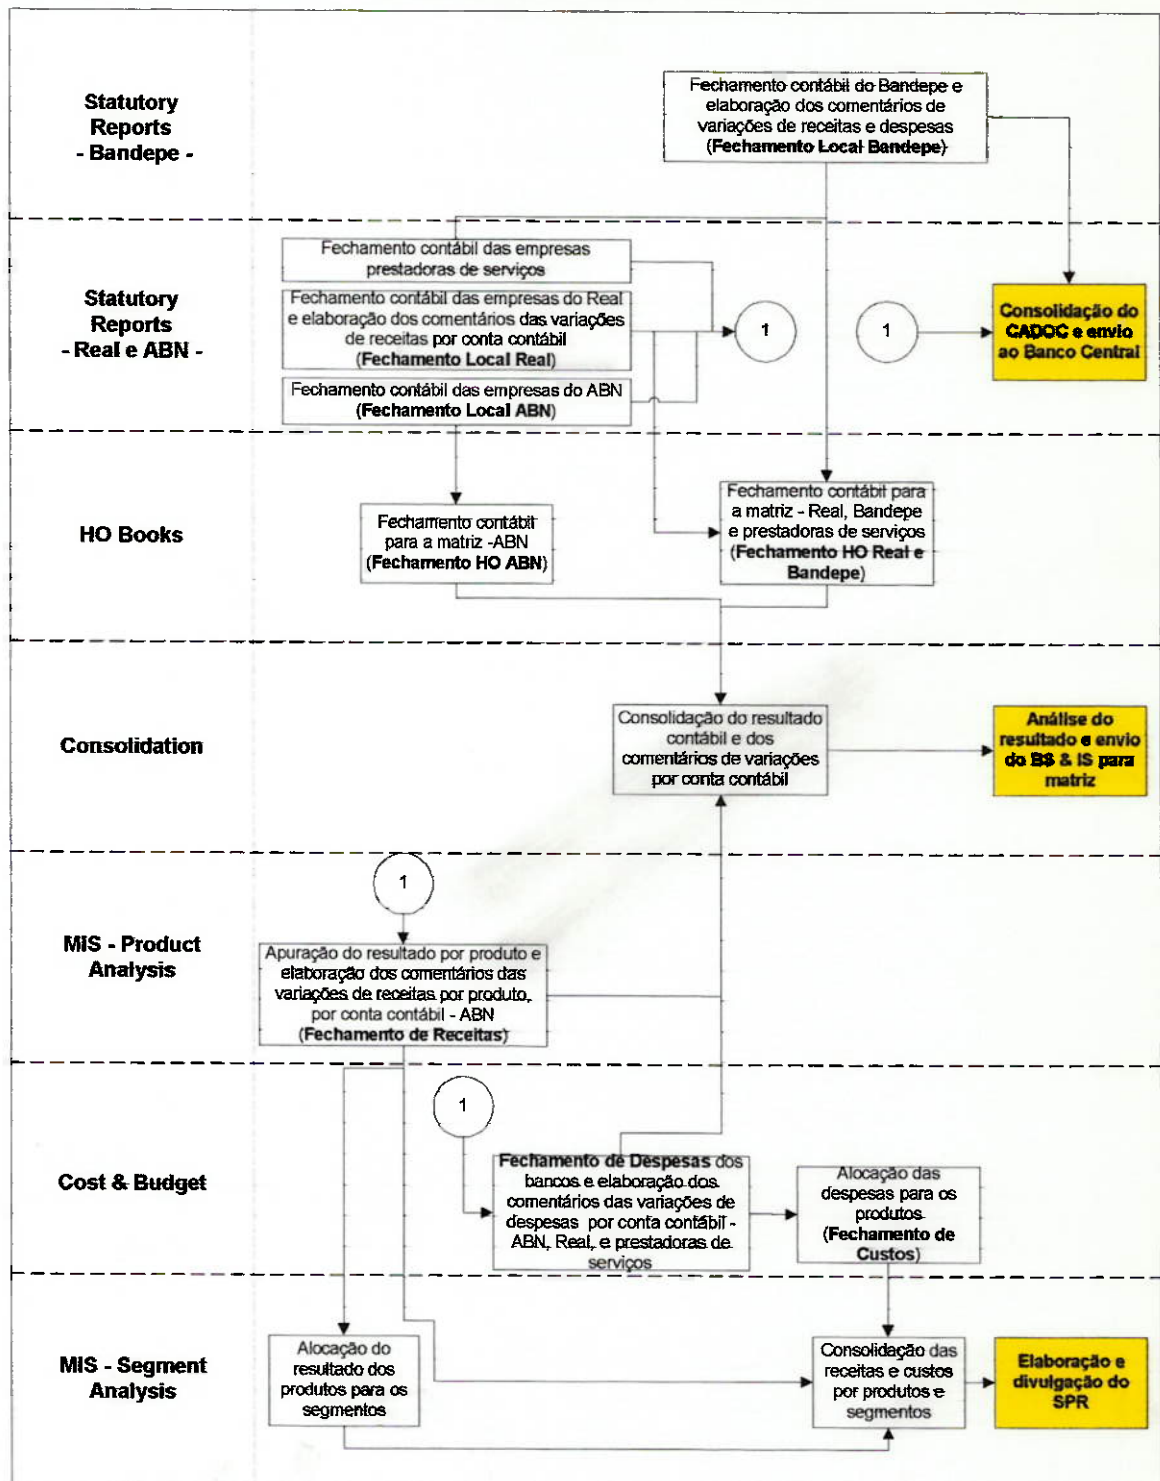 Statutory
Reports
- Bandepe -
Fechamento contábil do Bandepe e
elaboração dos comentários de
variações de receitas e despesas
(Fechamento Local Bandepe)
Statutory
Reports
- Real e ABN -
Fechamento contábil das empresas
prestadoras de serviços
Fechamento contábil das empresas do Real
e elaboração dos comentários das variações
de receitas por conta contábil
(Fechamento Local Real)
Fechamento contábil das empresas do ABN
(Fechamento Local ABN)
1
1
Consolidação do
CADOC e envio
ao Banco Central
HO Books
Fechamento contábil
para a matriz -ABN
(Fechamento HO ABN)
Fechamento contábil para
a matriz - Real, Bandepe
e prestadoras de serviços
(Fechamento HO Real e
Bandepe)
Consolidation
Consolidação do resultado
contábil e dos
comentários de variações
por conta contábil
Análise do
resultado e envio
do BS & IS para
matriz
MIS - Product
Analysis
1
Apuração do resultado por produto e
elaboração dos comentários das
variações de receitas por produto,
por conta contábil - ABN
(Fechamento de Receitas)
Cost & Budget
1
Fechamento de Despesas dos
bancos e elaboração dos
comentários das variações de
despesas por conta contábil -
ABN, Real, e prestadoras de
serviços
Alocação das
despesas para os
produtos
(Fechamento de
Custos)
MIS - Segment
Analysis
Alocação do
resultado dos
produtos para os
segmentos
Consolidação das
receitas e custos
por produtos e
segmentos
Elaboração e
divulgação do
SPR